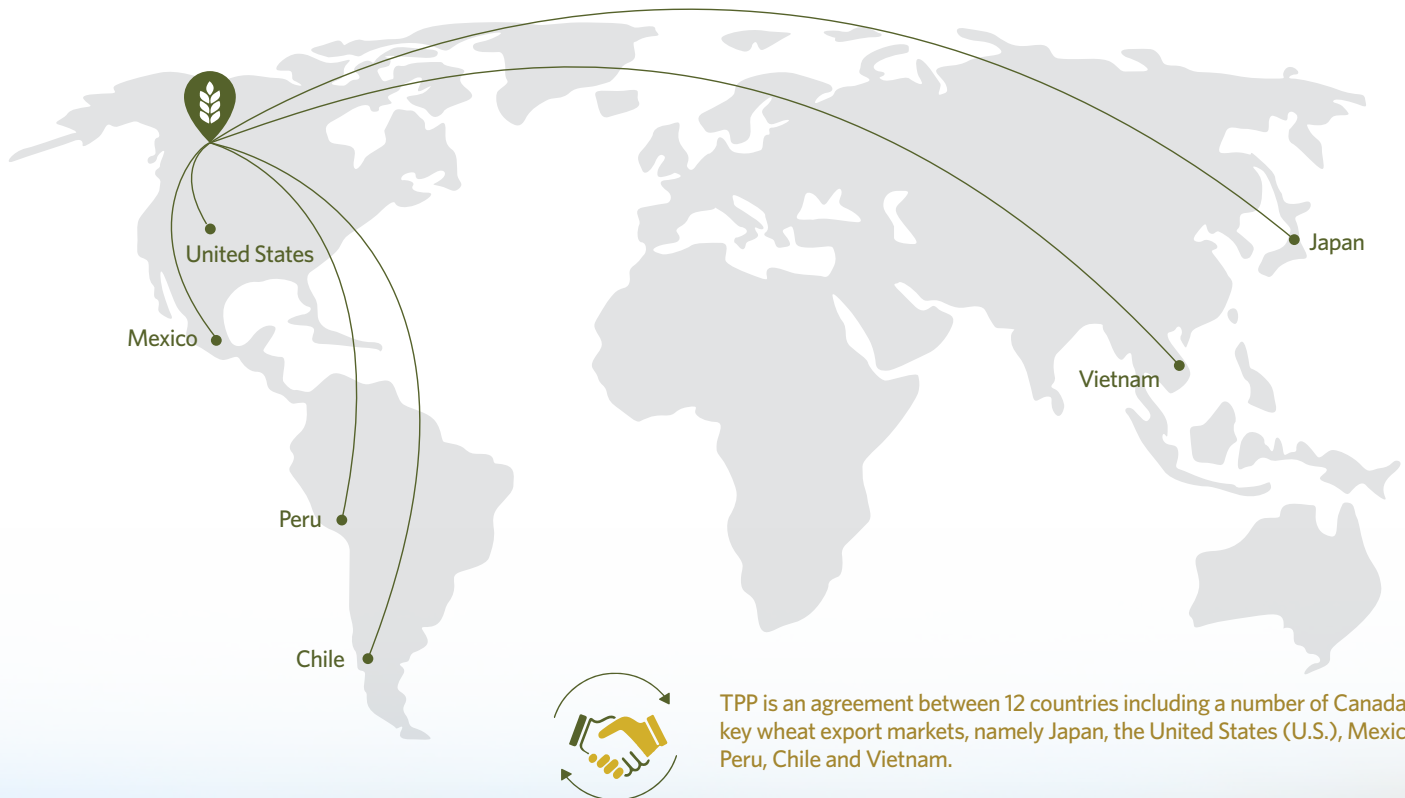 Japan
United States
Mexico
Vietnam
Peru
Chile
TPP is an agreement between 12 countries including a number of Canada
key wheat export markets, namely Japan, the United States (U.S.), Mexic
Peru, Chile and Vietnam.